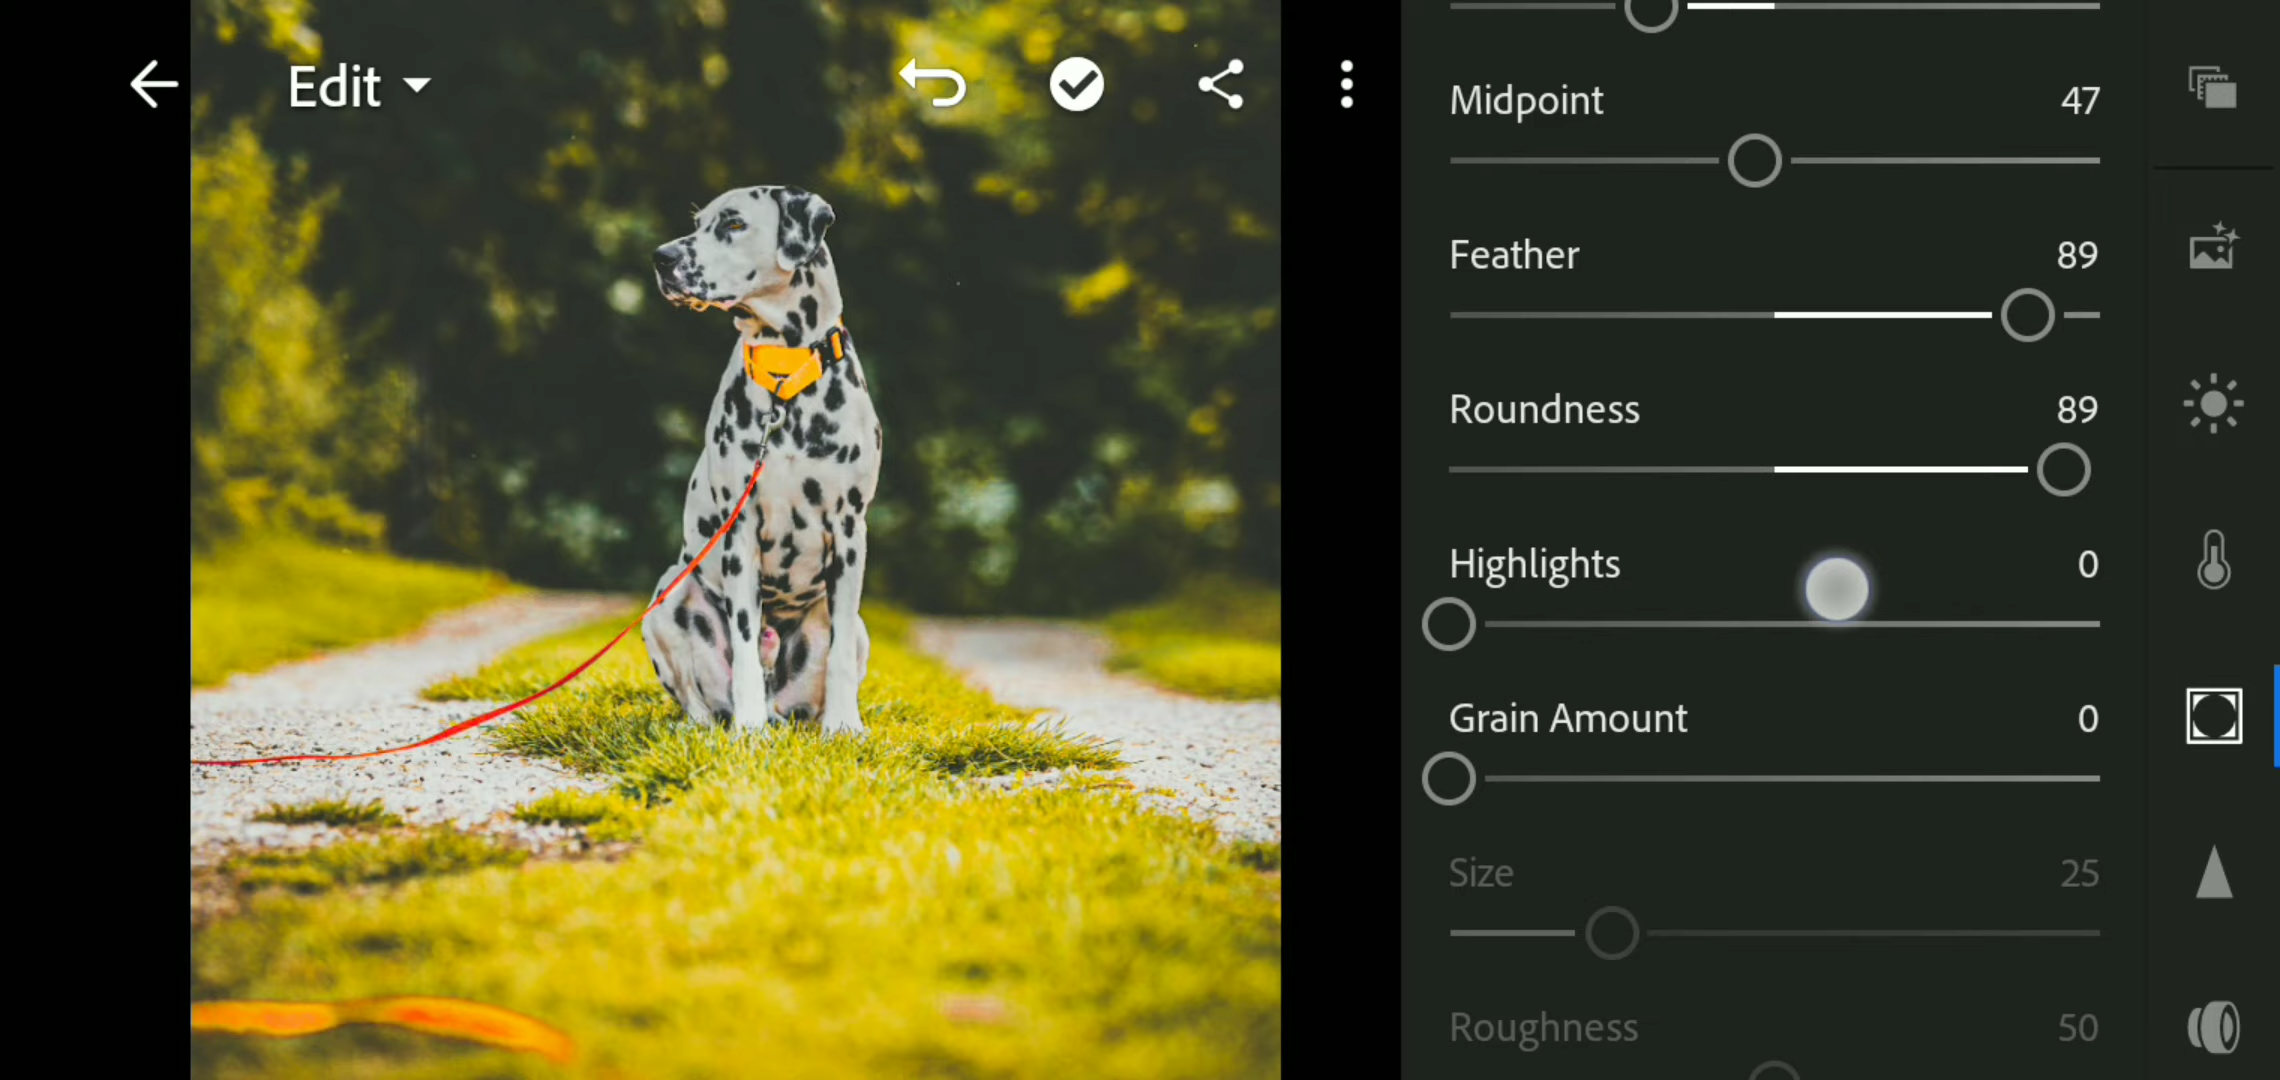 Edit
Midpoint 47
Feather 89
Roundness 89
Highlights 0
Grain Amount 0
Size 25
Roughness 50